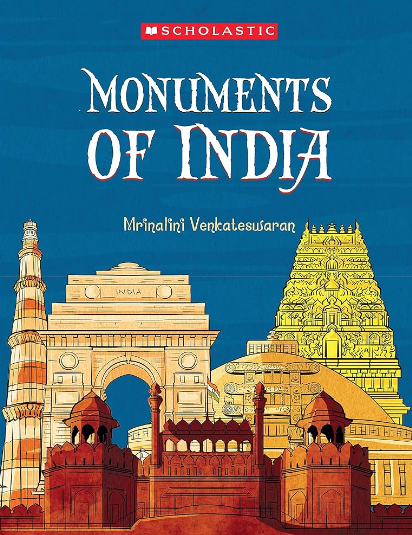 SCHOLASTIC
MONUMENTS
OF INDIA
Mrinalini Venkateswaran
INDIA